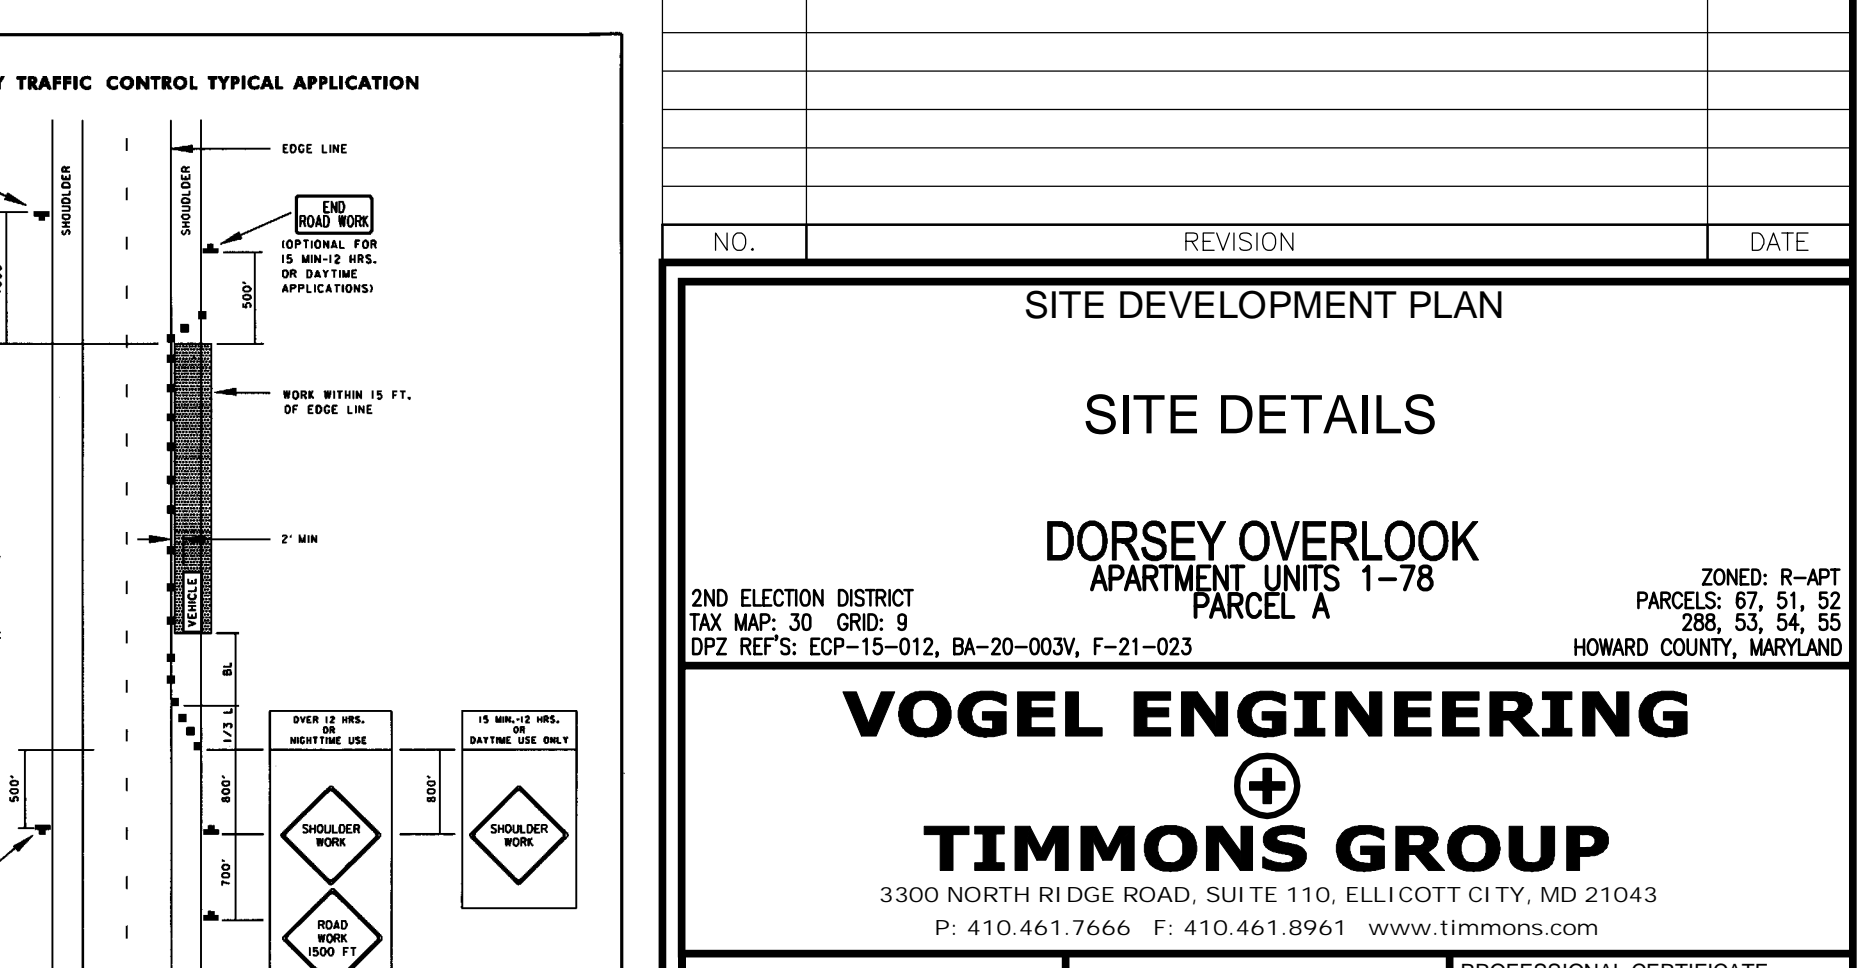 TRAFFIC CONTROL TYPICAL APPLICATION
EDGE LINE
SHOUDLDER
SHOUDLDER
END
ROAD WORK
(OPTIONAL FOR
15 MIN-12 HRS.
OR DAYTIME
APPLICATIONS)
500'
WORK WITHIN 15 FT.
OF EDGE LINE
2' MIN
VEHICLE
BL
1/3 L
OVER 12 HRS.
OR
NIGHTTIME USE
15 MIN.-12 HRS.
OR
DAYTIME USE ONLY
500'
800'
800'
SHOULDER
WORK
SHOULDER
WORK
700'
ROAD
WORK
1500 FT
NO. REVISION DATE
SITE DEVELOPMENT PLAN
SITE DETAILS
DORSEY OVERLOOK
APARTMENT UNITS 1-78
PARCEL A
2ND ELECTION DISTRICT
TAX MAP: 30 GRID: 9
DPZ REF'S: ECP-15-012, BA-20-003V, F-21-023
ZONED: R-APT
PARCELS: 67, 51, 52
288, 53, 54, 55
HOWARD COUNTY, MARYLAND
VOGEL ENGINEERING
+
TIMMONS GROUP
3300 NORTH RIDGE ROAD, SUITE 110, ELLICOTT CITY, MD 21043
P: 410.461.7666 F: 410.461.8961 www.timmons.com
PROFESSIONAL CERTIFICATE